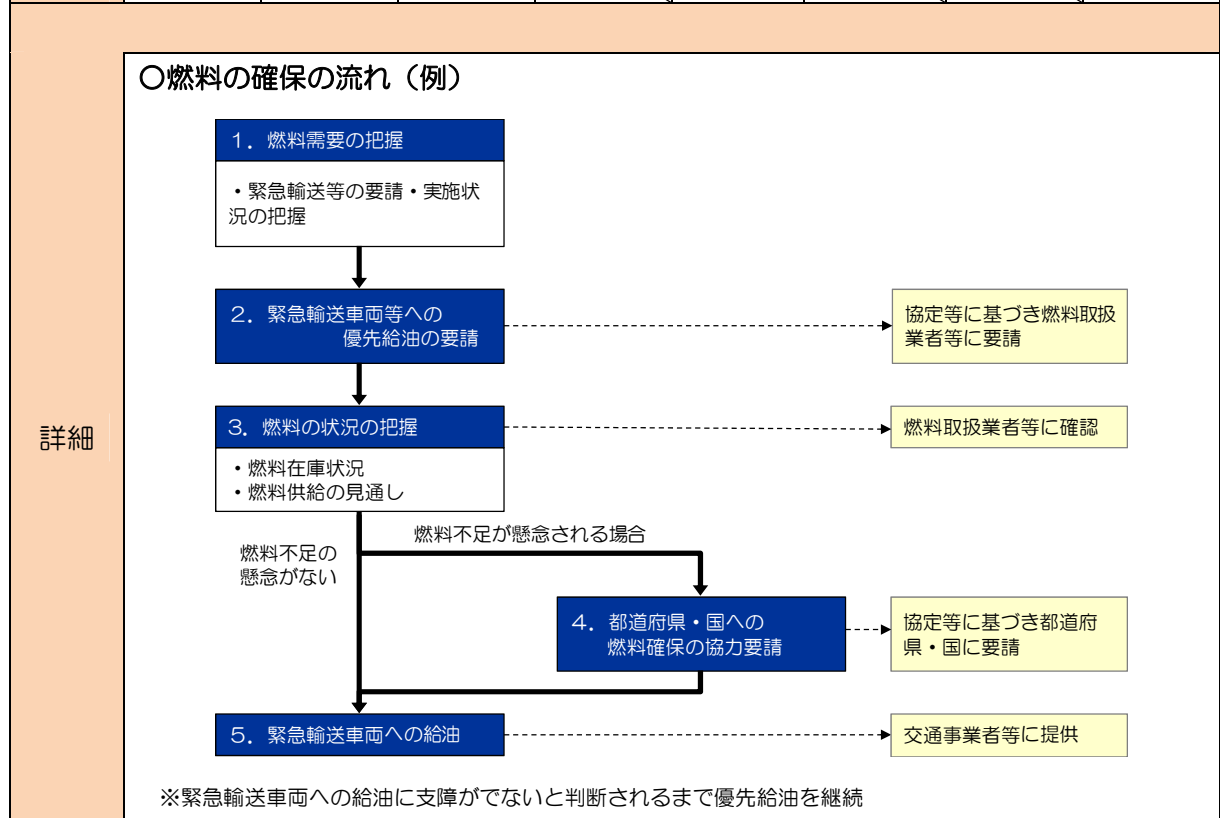 詳細
〇燃料の確保の流れ（例）
１．燃料需要の把握
・緊急輸送等の要請・実施状
況の把握
２．緊急輸送車両等への
優先給油の要請
協定等に基づき燃料取扱
業者等に要請
３．燃料の状況の把握
・燃料在庫状況
・燃料供給の見通し
燃料取扱業者等に確認
燃料不足の
懸念がない
燃料不足が懸念される場合
４．都道府県・国への
燃料確保の協力要請
協定等に基づき都道府
県・国に要請
５．緊急輸送車両への給油
交通事業者等に提供
※緊急輸送車両への給油に支障がでないと判断されるまで優先給油を継続